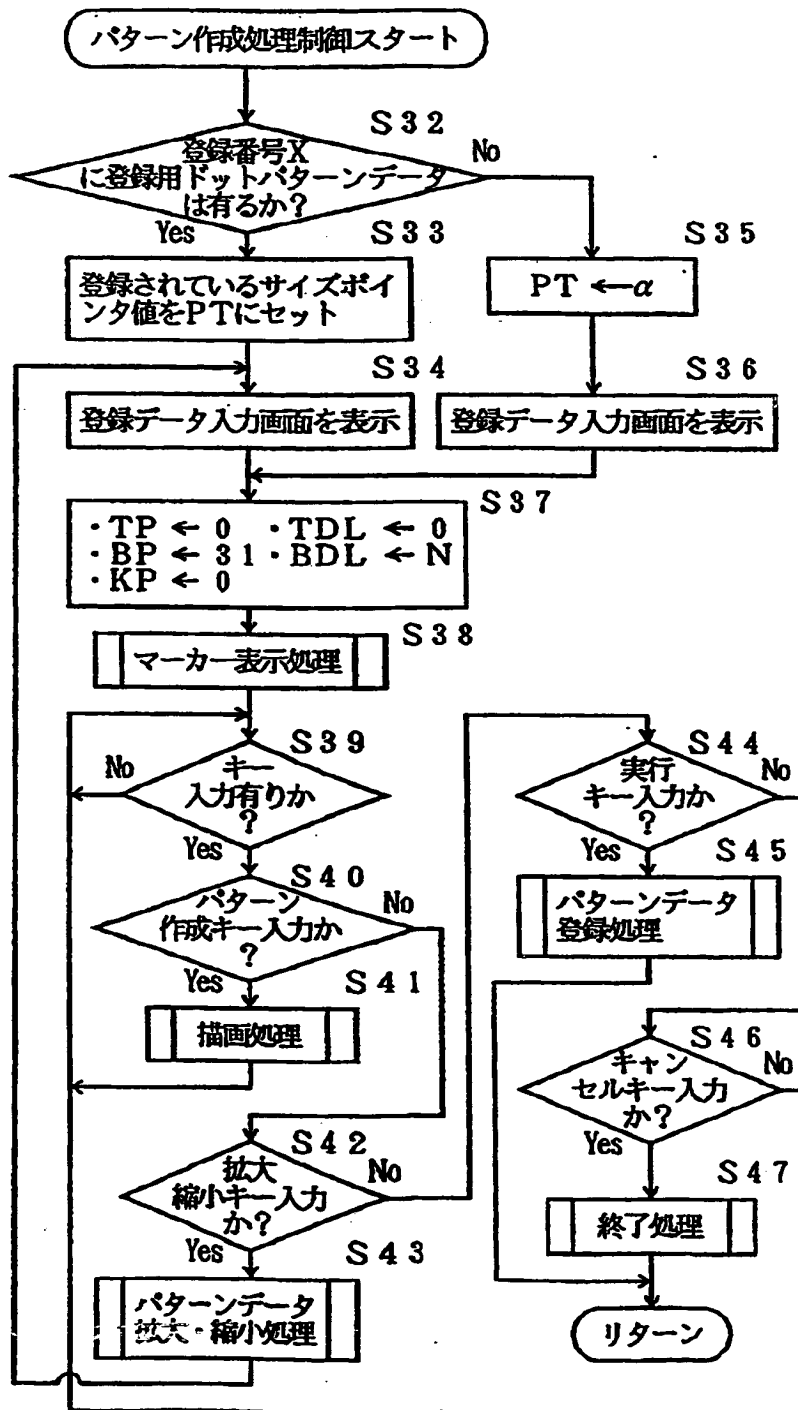 パターン作成処理制御スタート
S32
登録番号X
に登録用ドットパターンデータ
は有るか?
No
Yes
S33
登録されているサイズポイ
ンタ値をPTにセット
S35
PT ←α
S34
登録データ入力画面を表示
S36
登録データ入力画面を表示
S37
・TP ← 0 ・TDL ← 0
・BP ← 31・BDL ← N
・KP ← 0
S38
マーカー表示処理
S39
キー
入力有りか
?
No
Yes
S40
パターン
作成キー入力か
?
No
Yes
S41
描画処理
S42
拡大
縮小キー入力
か?
No
Yes
S43
パターンデータ
拡大・縮小処理
S44
実行
キー入力か
?
No
Yes
S45
パターンデータ
登録処理
S46
キャン
セルキー入力
か?
No
Yes
S47
終了処理
リターン